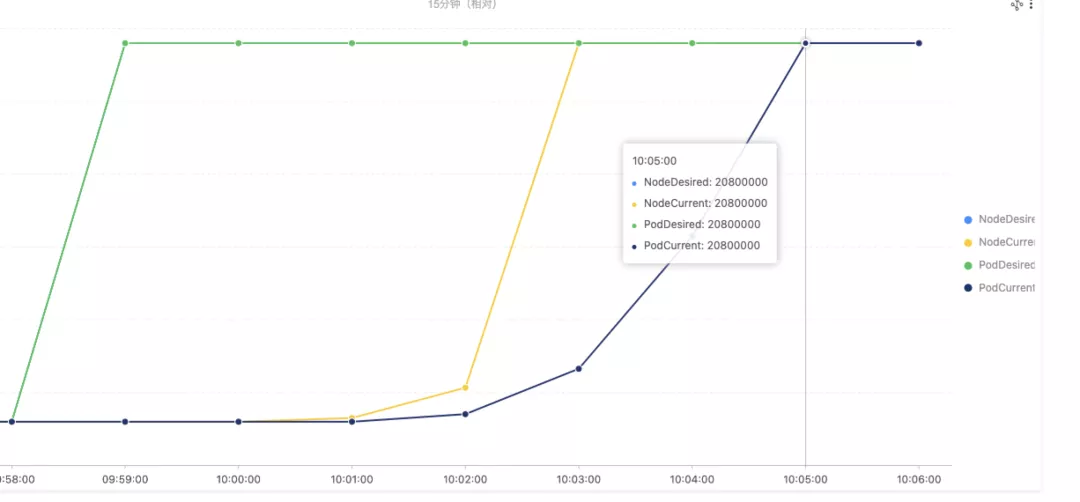 15分钟（相对）
10:05:00
NodeDesired: 20800000
NodeCurrent: 20800000
PodDesired: 20800000
PodCurrent: 20800000
NodeDesire
NodeCurre
PodDesired
PodCurrent
:58:00 09:59:00 10:00:00 10:01:00 10:02:00 10:03:00 10:04:00 10:05:00 10:06:00